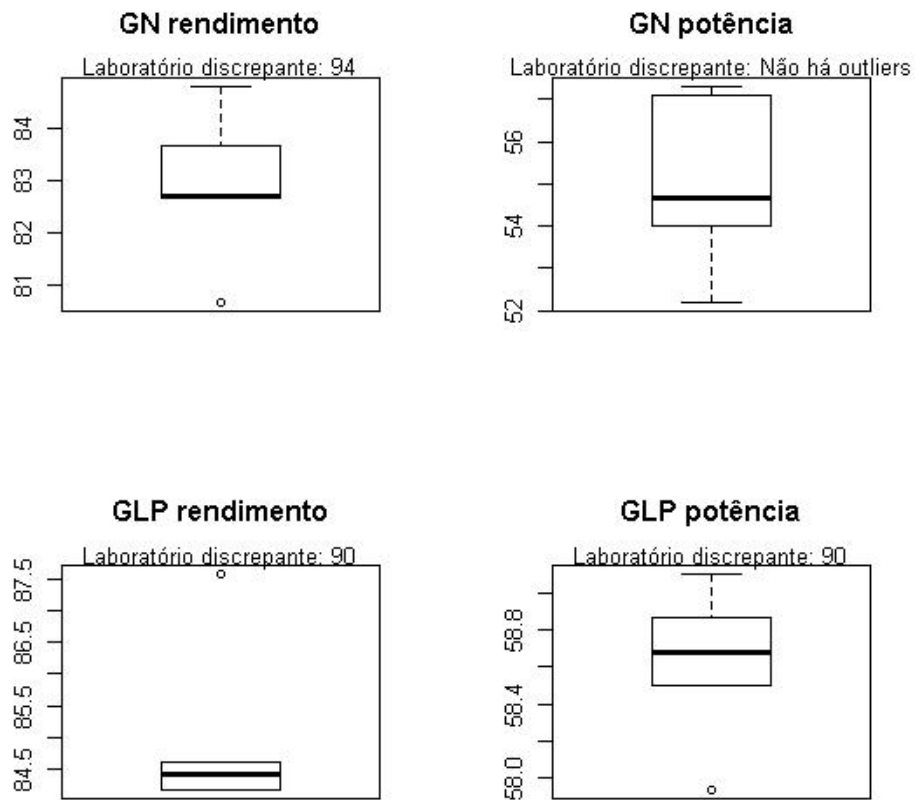 GN rendimento
Laboratório discrepante: 94
84
83
82
81
GN potência
Laboratório discrepante: Não há outliers
56
54
52
GLP rendimento
Laboratório discrepante: 90
87.5
86.5
85.5
84.5
GLP potência
Laboratório discrepante: 90
58.8
58.4
58.0